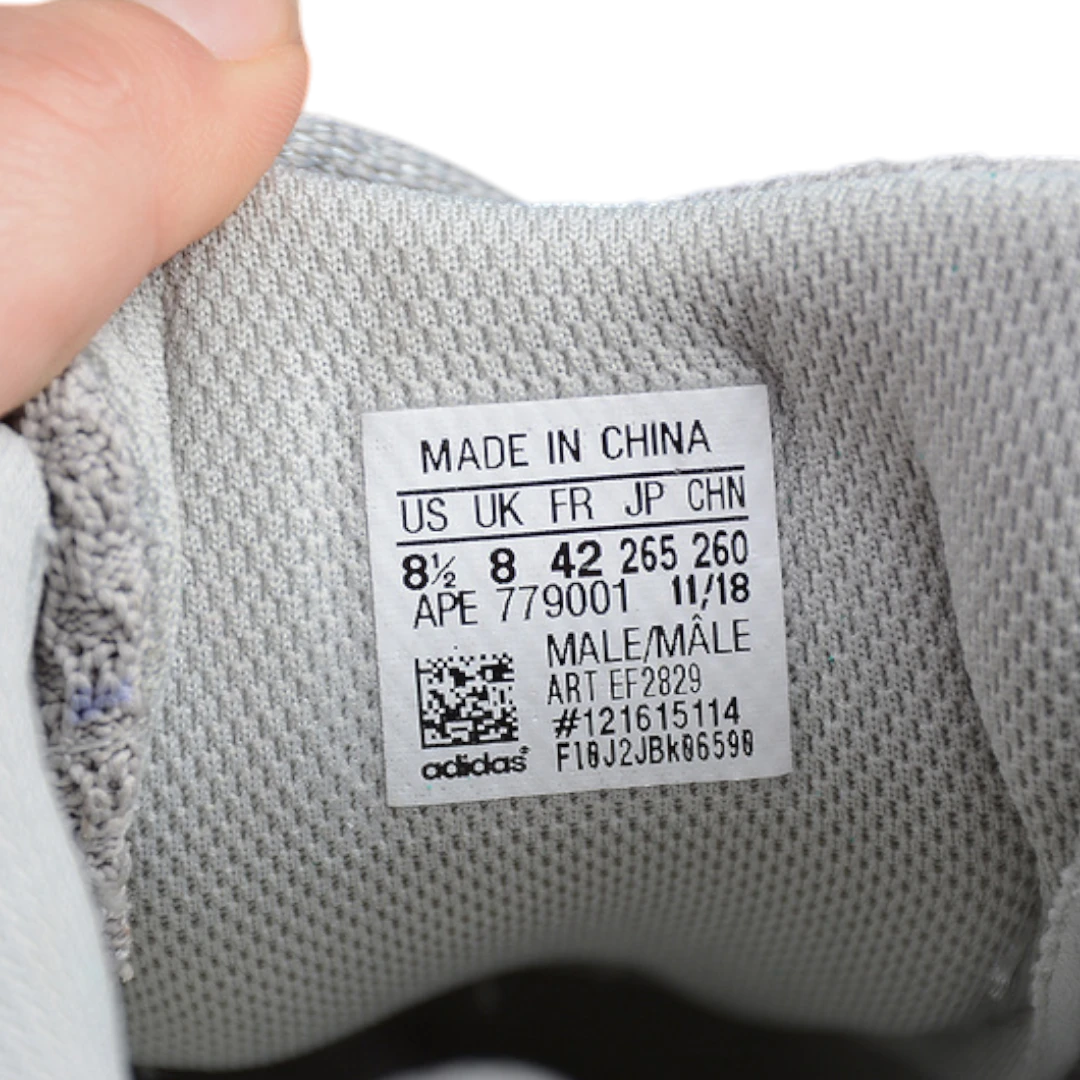 MADE IN CHINA
US UK FR JP CHN
8½ 8 42 265 260
APE 779001 11/18
MALE/MÂLE
ART EF2829
#121615114
F10J2JBk06590
adidas®